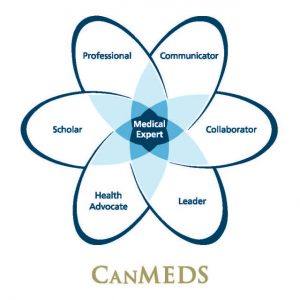 Professional
Communicator
Medical
Expert
Scholar
Collaborator
Health
Advocate
Leader
CANMEDS